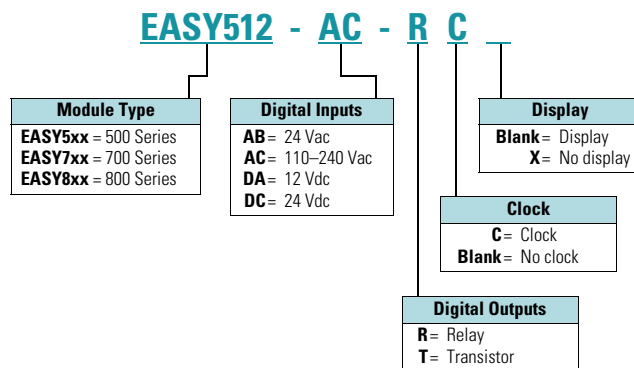 EASY512 - AC - R C
Module Type
EASY5xx = 500 Series
EASY7xx = 700 Series
EASY8xx = 800 Series
Digital Inputs
AB = 24 Vac
AC = 110–240 Vac
DA = 12 Vdc
DC = 24 Vdc
Display
Blank = Display
X = No display
Clock
C = Clock
Blank = No clock
Digital Outputs
R = Relay
T = Transistor